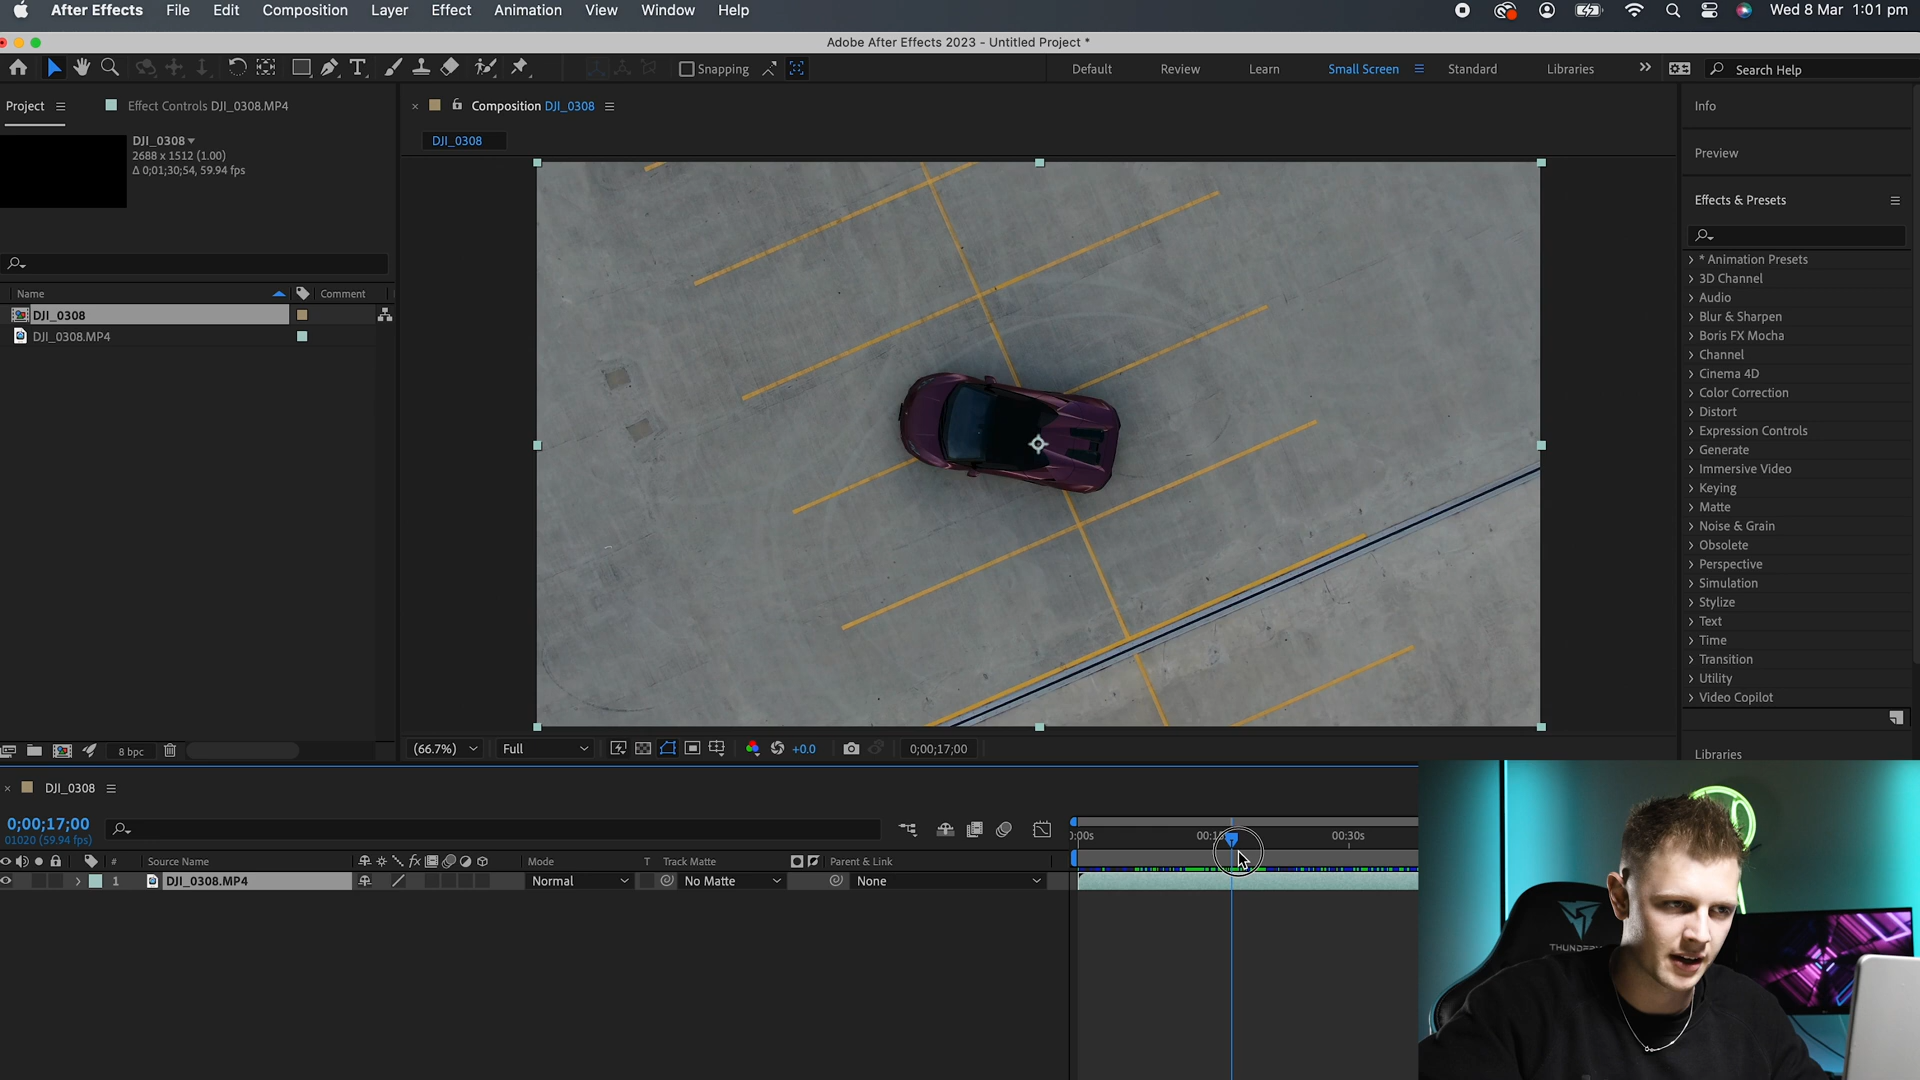 After Effects File Edit Composition Layer Effect Animation View Window Help Wed 8 Mar 1:01 pm
Adobe After Effects 2023 - Untitled Project *
Snapping Default Review Learn Small Screen Standard Libraries Search Help
Project Effect Controls DJI_0308.MP4
Composition DJI_0308
Info
DJI_0308
2688 x 1512 (1.00)
Δ 0;01;30;54, 59.94 fps
DJI_0308
Preview
Effects & Presets
Name Comment
DJI_0308
DJI_0308.MP4
* Animation Presets
3D Channel
Audio
Blur & Sharpen
Boris FX Mocha
Channel
Cinema 4D
Color Correction
Distort
Expression Controls
Generate
Immersive Video
Keying
Matte
Noise & Grain
Obsolete
Perspective
Simulation
Stylize
Text
Time
Transition
Utility
Video Copilot
Libraries
8 bpc
(66.7%) Full +0.0 0;00;17;00
DJI_0308
0;00;17;00
01020 (59.94 fps)
00:30s
# Source Name fx Mode T Track Matte Parent & Link
1 DJI_0308.MP4 Normal No Matte None